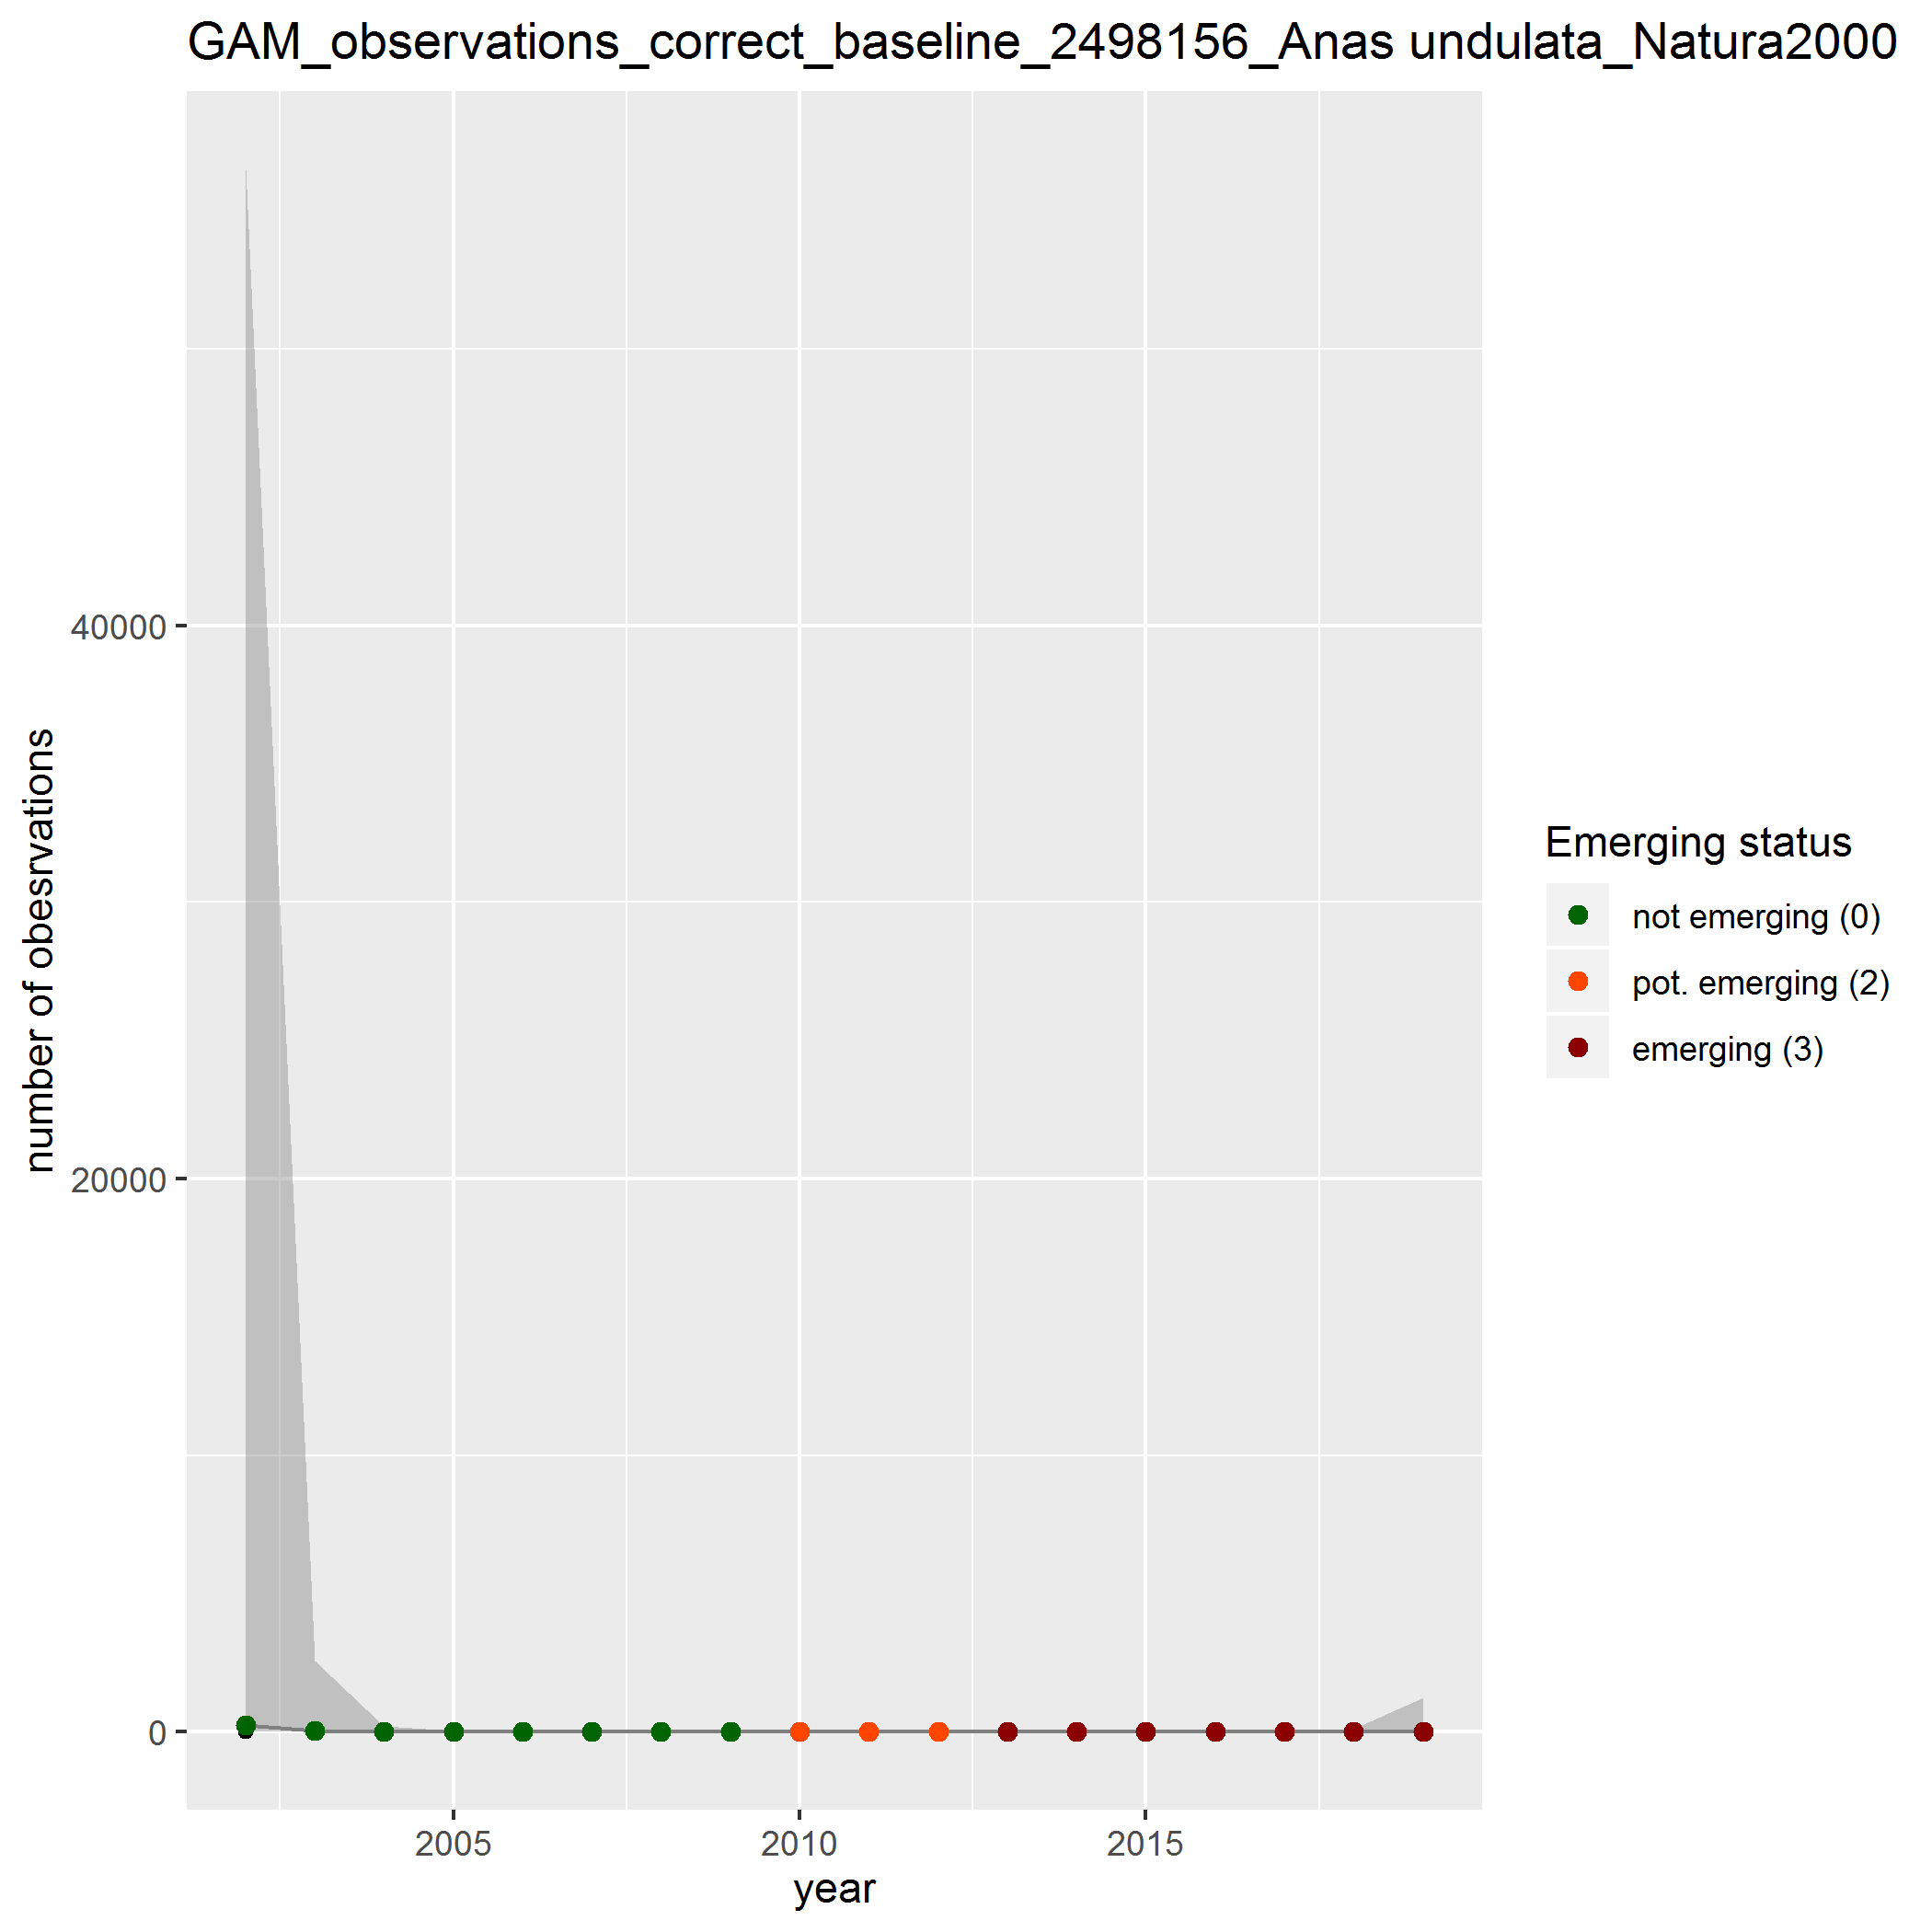 GAM_observations_correct_baseline_2498156_Anas undulata_Natura2000
number of obesrvations
40000
20000
0
2005
2010
2015
year
Emerging status
not emerging (0)
pot. emerging (2)
emerging (3)